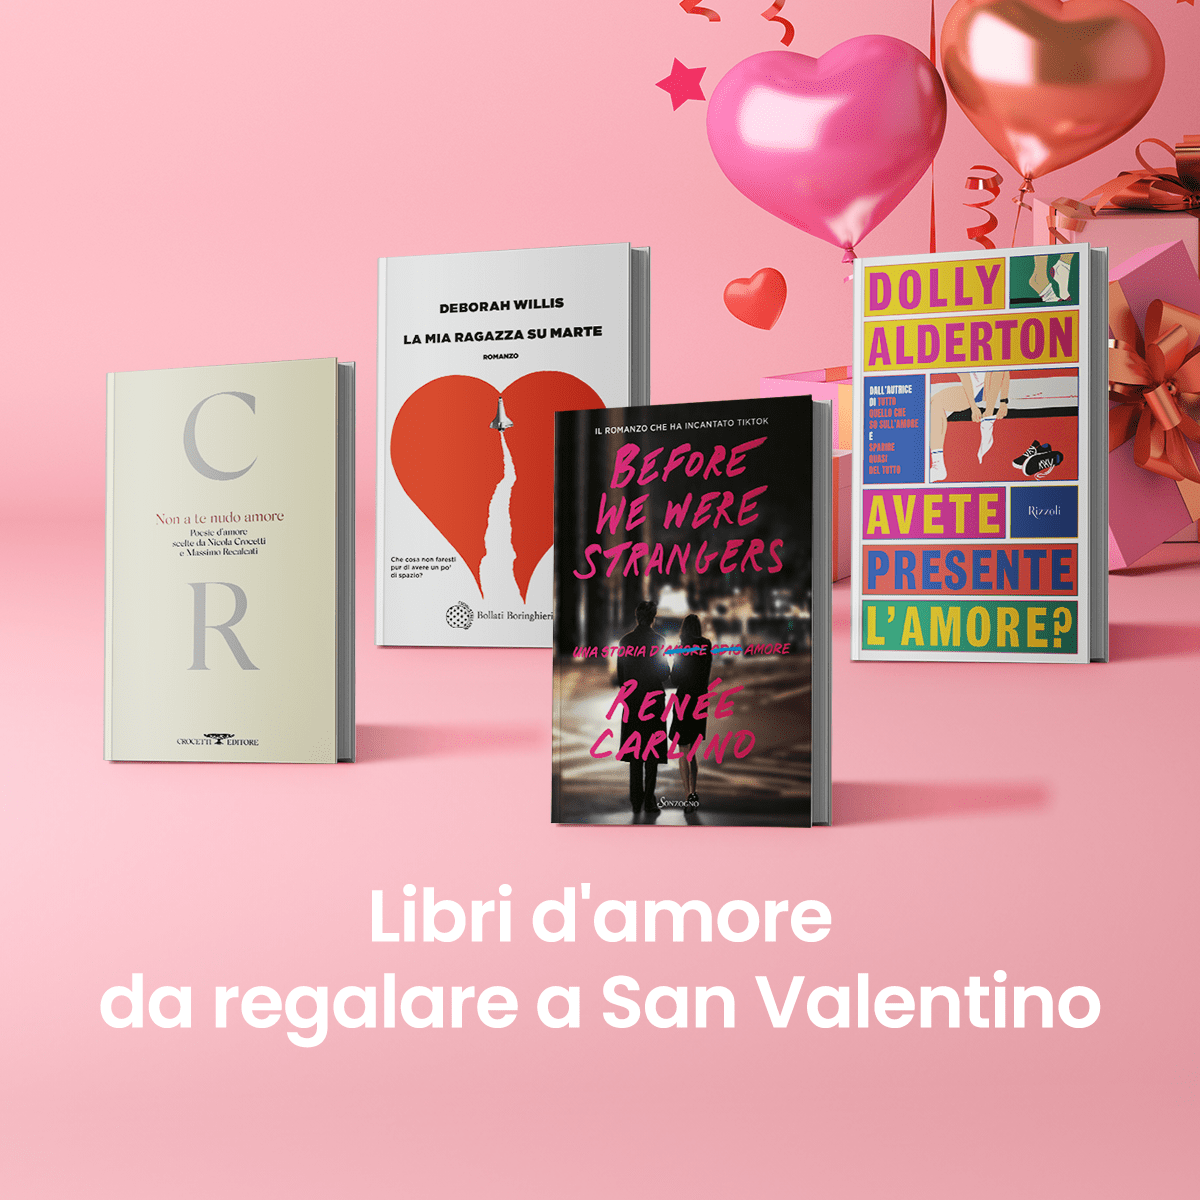 C
Non a te nudo amore
Poesie d'amore
scelte da Nicola Crocetti
e Massimo Recalcati
R
CROCETTI EDITORE
DEBORAH WILLIS
LA MIA RAGAZZA SU MARTE
ROMANZO
Che cosa non faresti
pur di avere un po'
di spazio?
Bollati Boringhieri
IL ROMANZO CHE HA INCANTATO TIKTOK
BEFORE
WE WERE
STRANGERS
UNA STORIA D'AMORE ODIO AMORE
RENÉE
CARLINO
SONZOGNO
DOLLY
ALDERTON
DALL'AUTRICE
DI TUTTO
QUELLO CHE
SO SULL'AMORE
E
SPARIRE
QUASI
DEL TUTTO
AVETE
Rizzoli
PRESENTE
L'AMORE?
Libri d'amore
da regalare a San Valentino